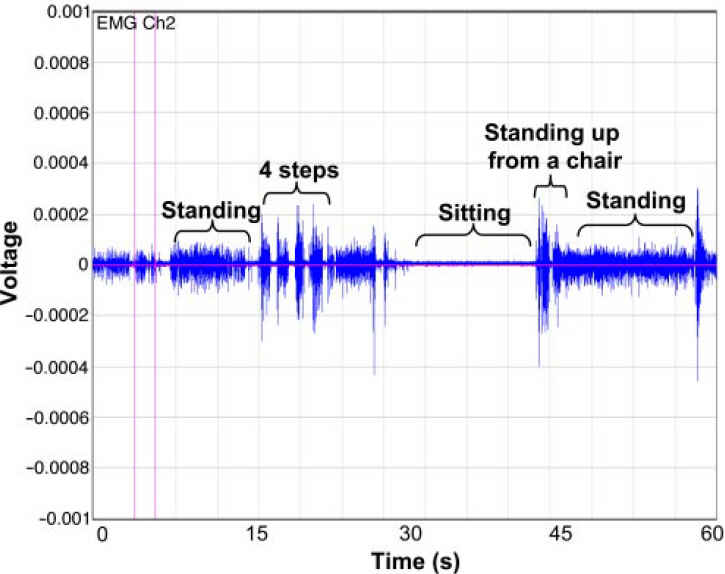 EMG Ch2
0.001
0.0008
0.0006
0.0004
0.0002
0
-0.0002
-0.0004
-0.0006
-0.0008
-0.001
Voltage
Standing
4 steps
Sitting
Standing up
from a chair
Standing
0 15 30 45 60
Time (s)